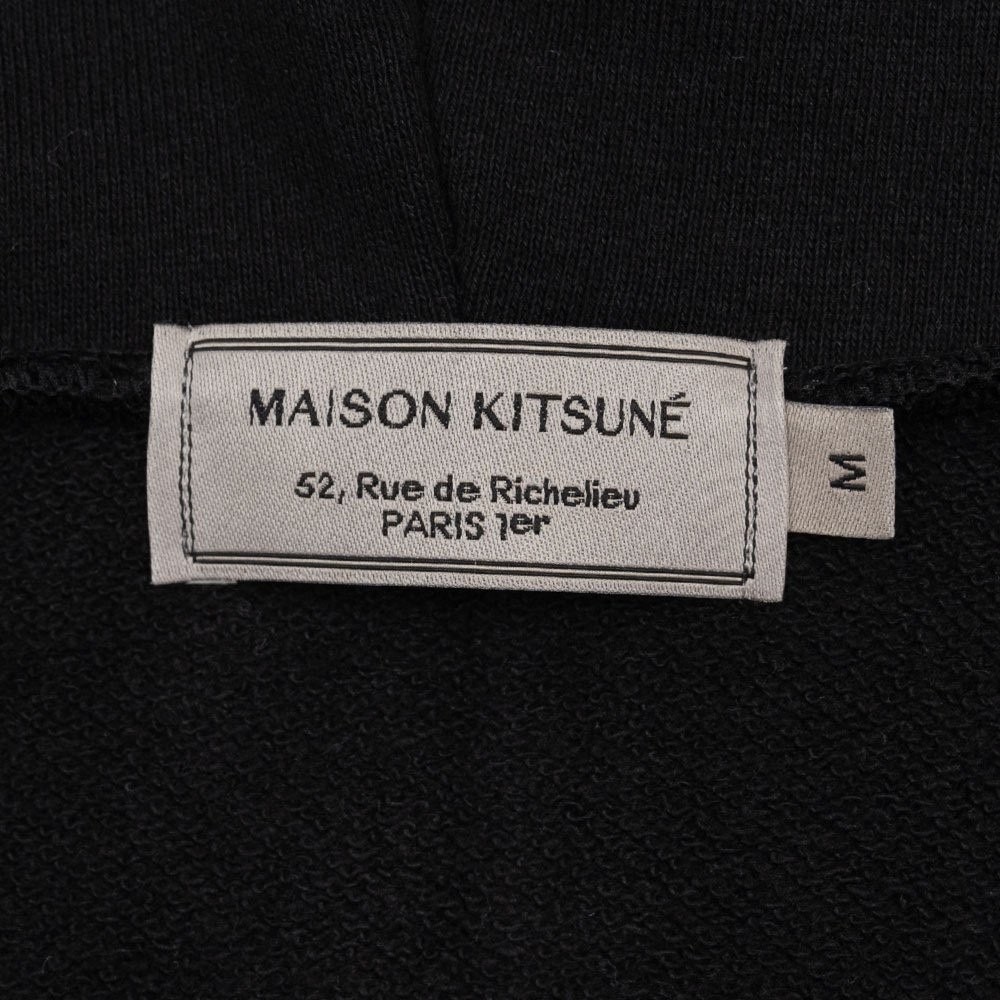 MAISON KITSUNÉ
52, Rue de Richelieu
PARIS 1er
M